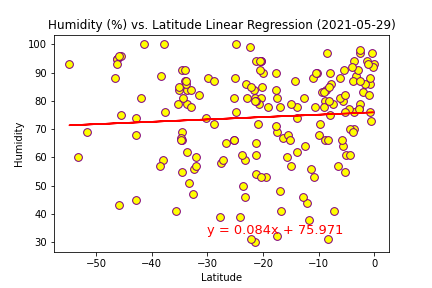 Humidity (%) vs. Latitude Linear Regression (2021-05-29)
100
90
80
70
60
50
40
30
Humidity
y = 0.084x + 75.971
−50 −40 −30 −20 −10 0
Latitude